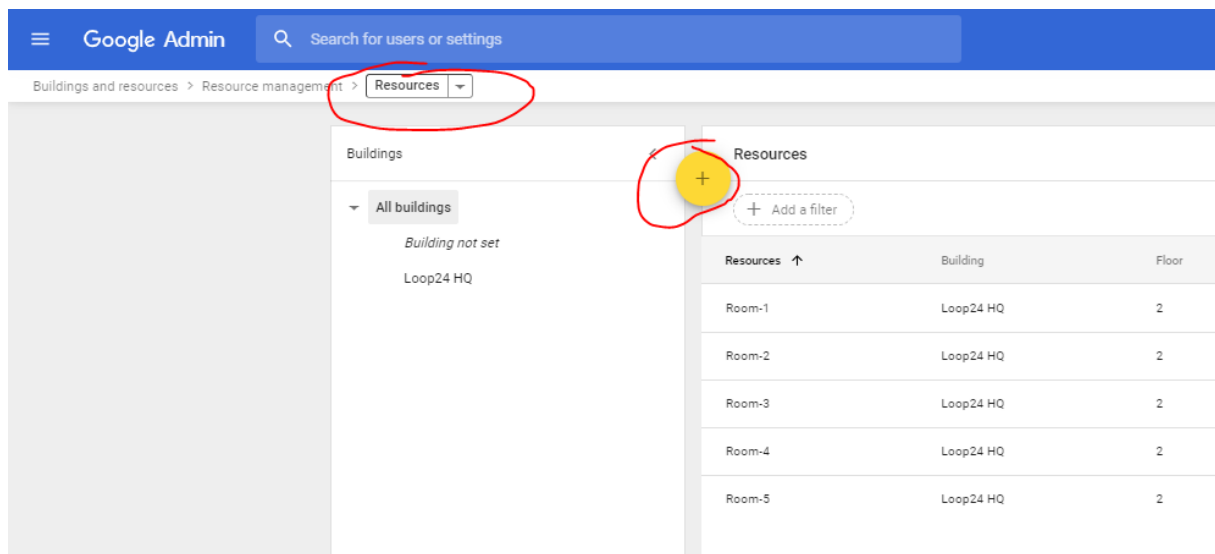 Google Admin Search for users or settings
Buildings and resources > Resource management > Resources
Buildings
All buildings
Building not set
Loop24 HQ
Resources
+ Add a filter
Resources ↑ Building Floor
Room-1 Loop24 HQ 2
Room-2 Loop24 HQ 2
Room-3 Loop24 HQ 2
Room-4 Loop24 HQ 2
Room-5 Loop24 HQ 2